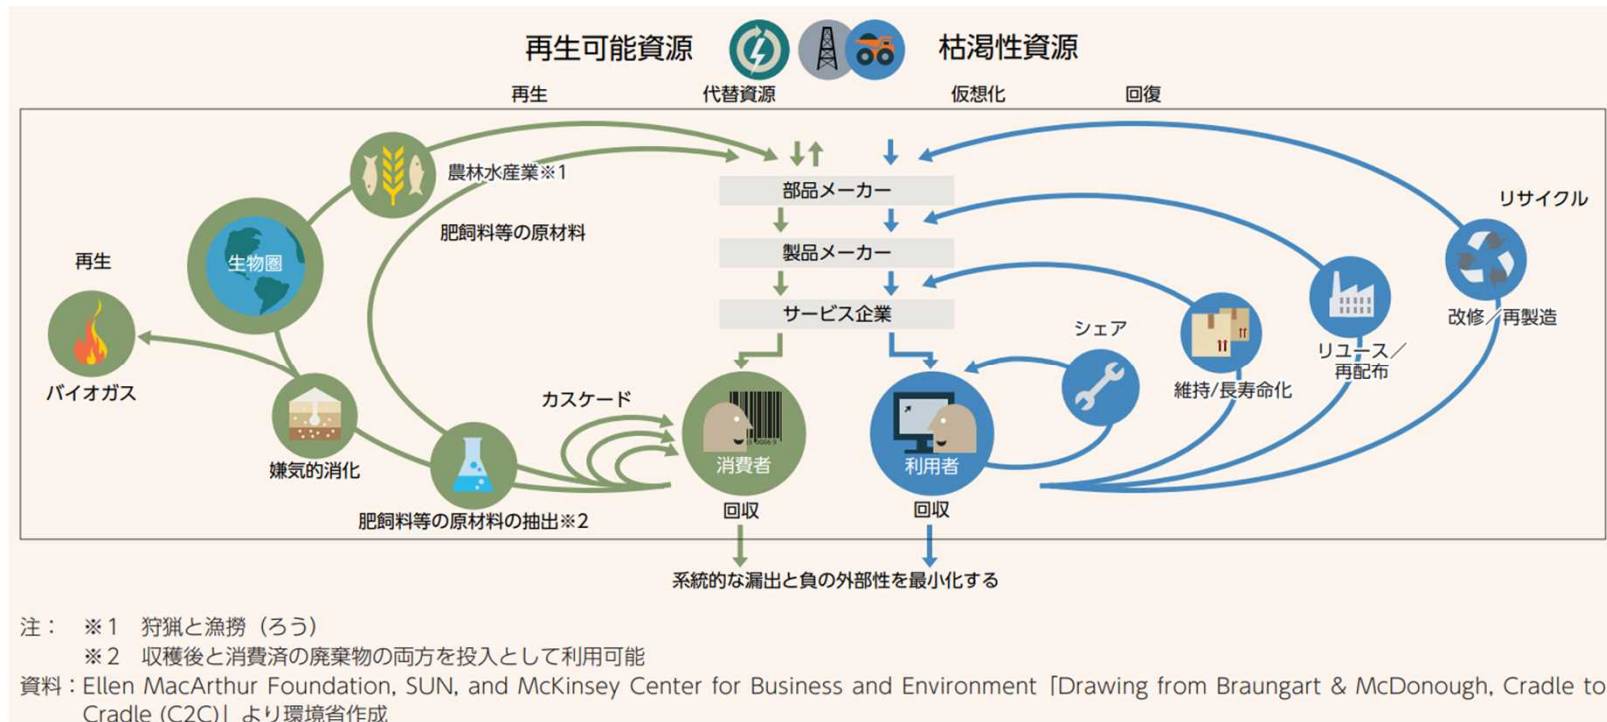 再生可能資源
枯渇性資源
再生
代替資源
仮想化
回復
農林水産業※1
部品メーカー
リサイクル
肥飼料等の原材料
製品メーカー
再生
生物圏
サービス企業
改修／再製造
シェア
リユース／
再配布
バイオガス
カスケード
維持/長寿命化
嫌気的消化
消費者
利用者
肥飼料等の原材料の抽出※2
回収
回収
系統的な漏出と負の外部性を最小化する
注： ※1 狩猟と漁撈（ろう）
※2 収穫後と消費済の廃棄物の両方を投入として利用可能
資料：Ellen MacArthur Foundation, SUN, and McKinsey Center for Business and Environment「Drawing from Braungart & McDonough, Cradle to
Cradle (C2C)」より環境省作成